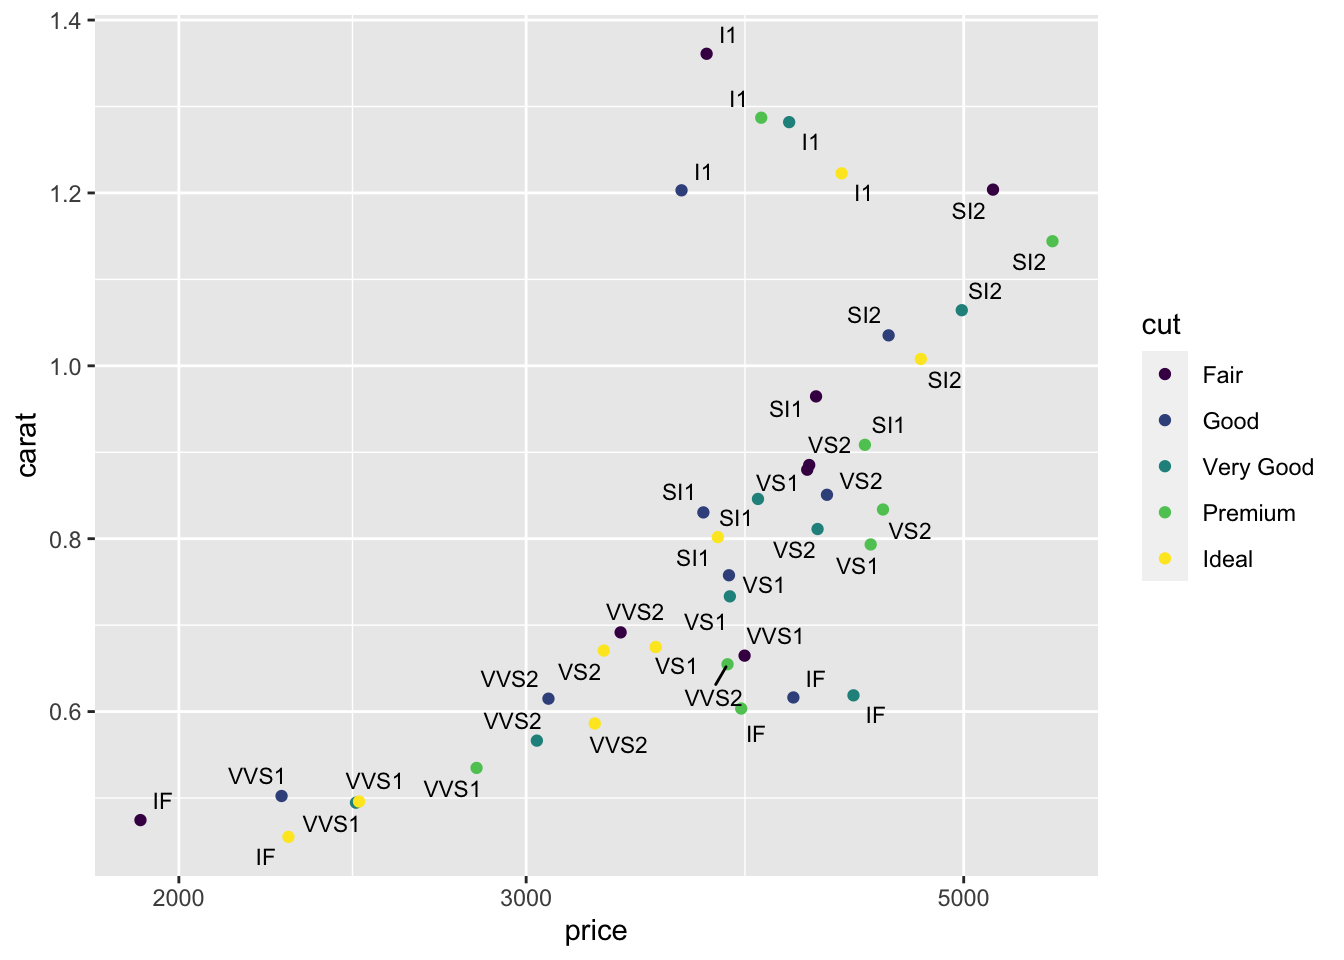 1.4
1.2
1.0
0.8
0.6
carat
I1
I1
I1
I1
I1
SI2
SI2
SI2
SI2
SI2
SI1
SI1
VS2
VS1
VS2
SI1
SI1
VS2
VS2
SI1
VS1
VS1
VVS2
VS1
VVS1
VS1
VS2
VVS2
IF
VVS2
IF
VVS2
IF
VVS2
VVS1
VVS1
VVS1
IF
VVS1
IF
2000
3000
5000
price
cut
Fair
Good
Very Good
Premium
Ideal